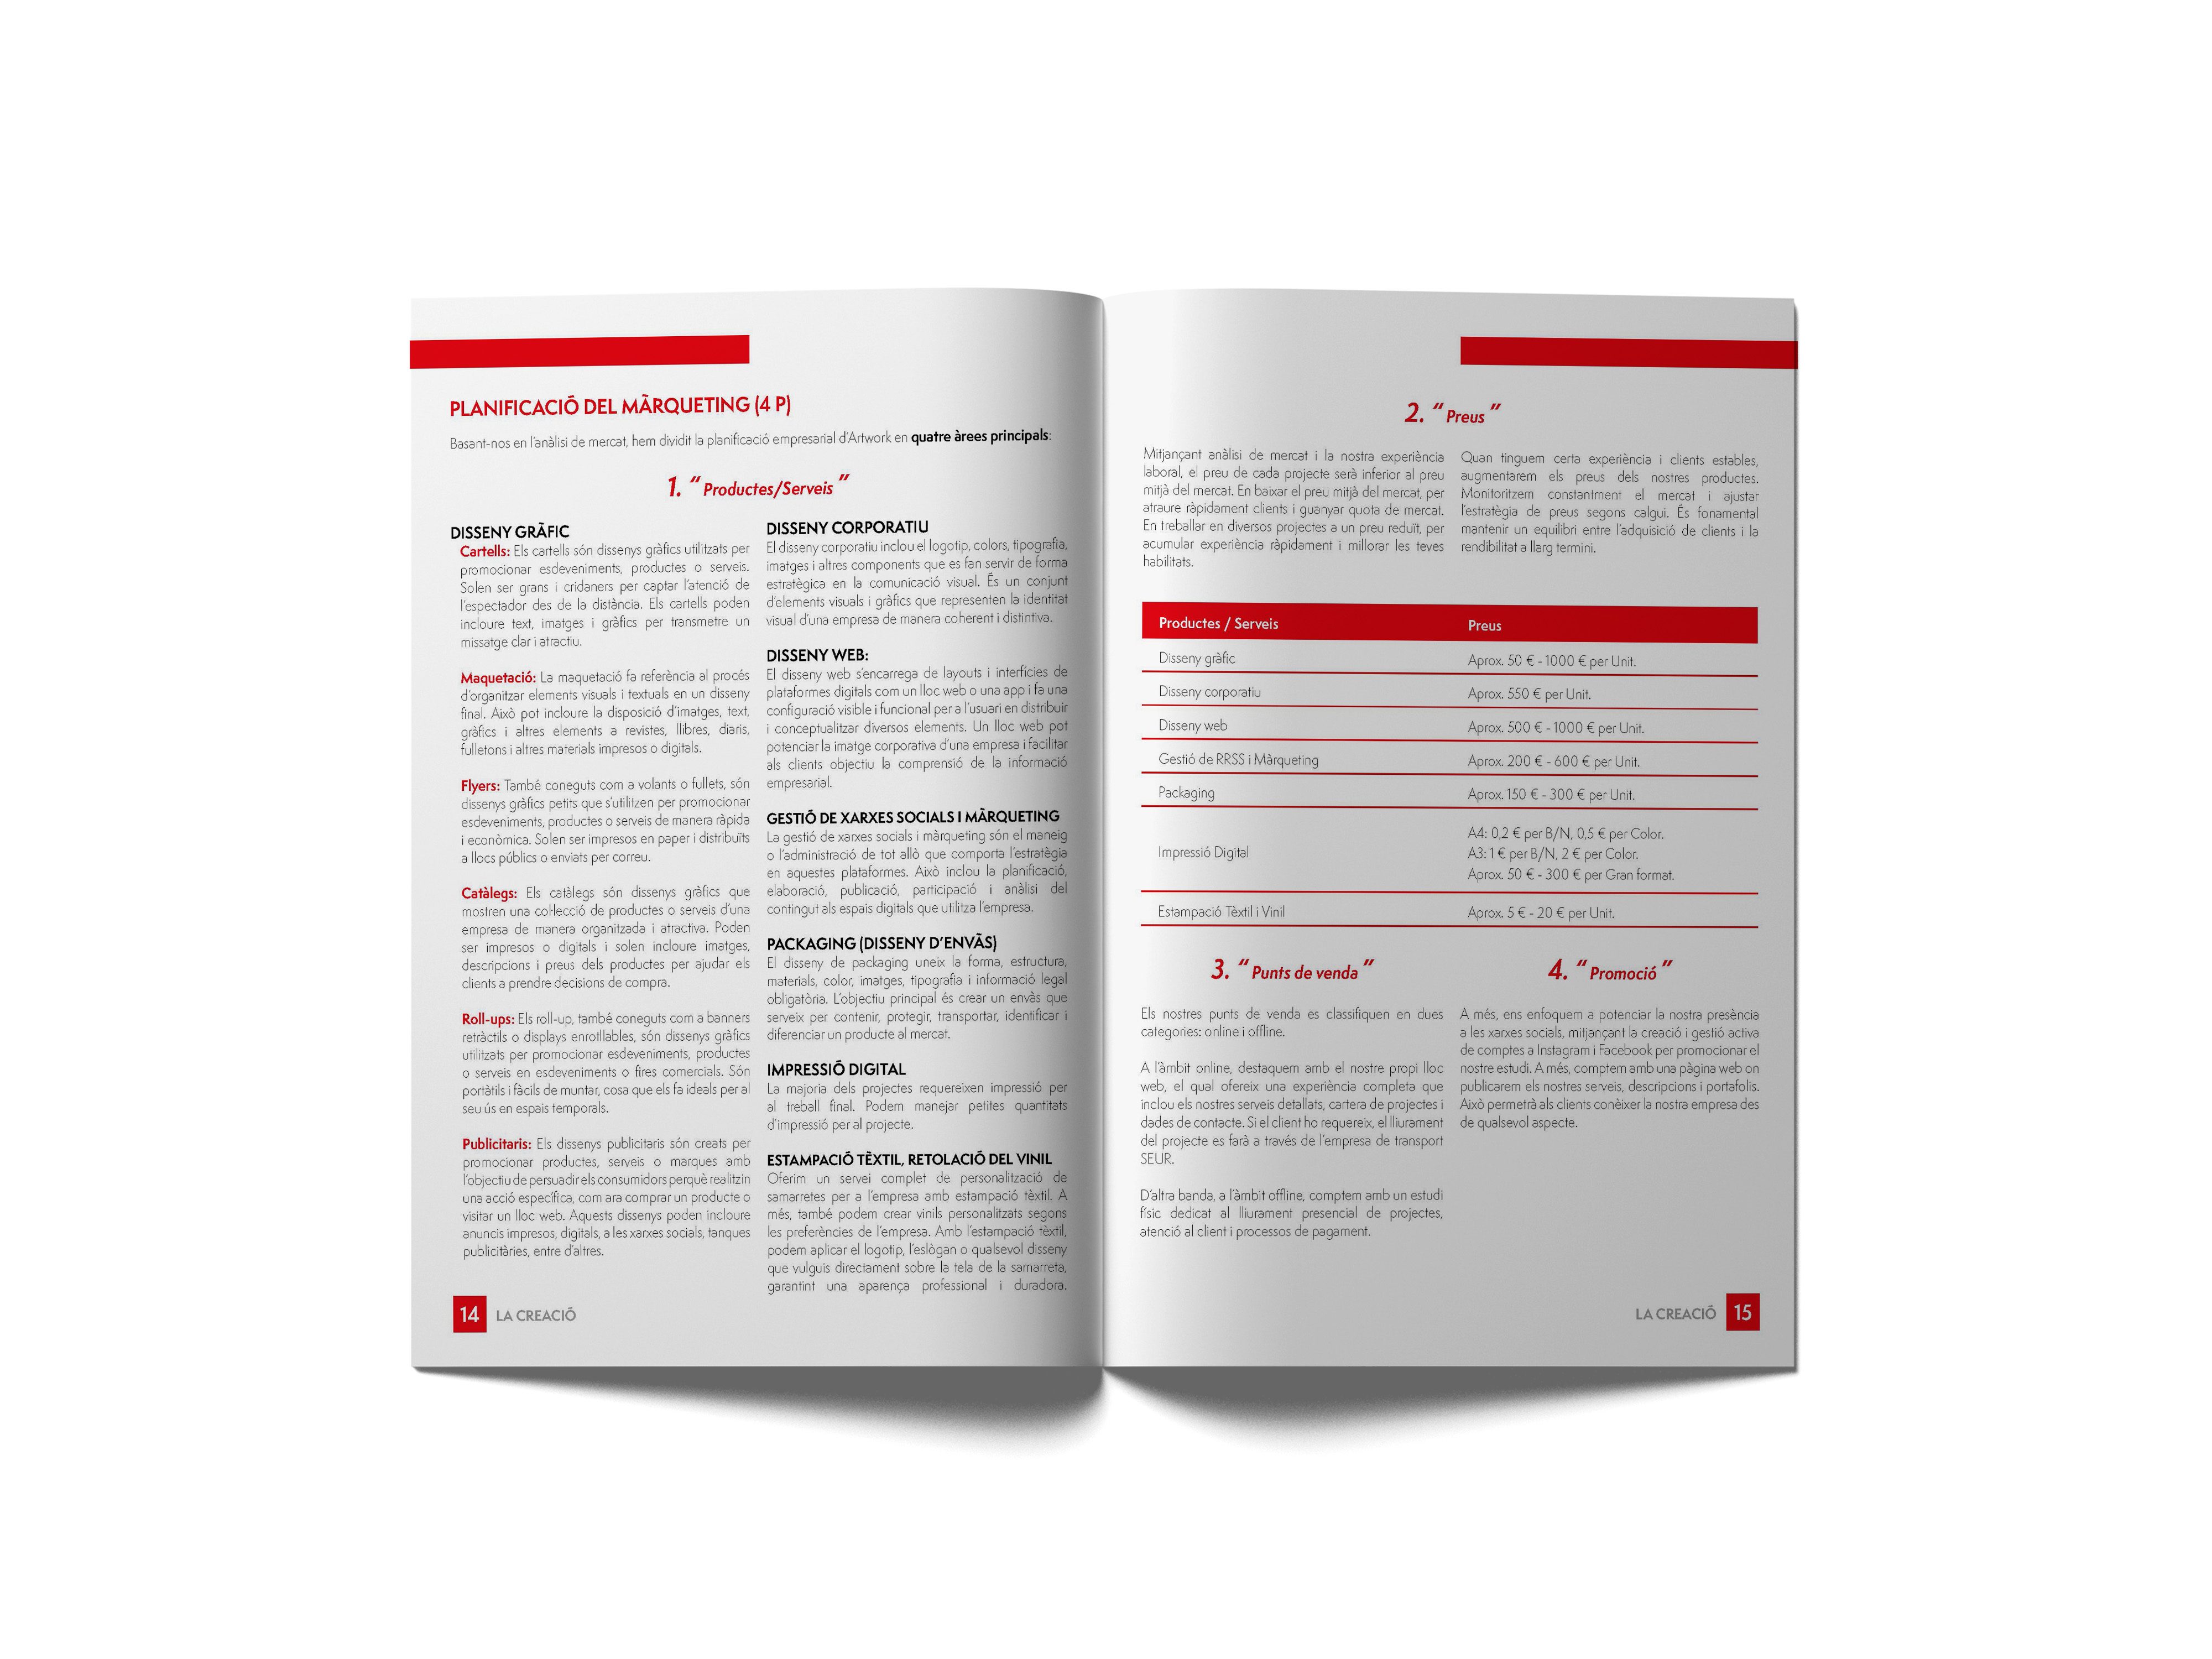 PLANIFICACIÓ DEL MÀRQUETING (4 P)
Basant-nos en l'anàlisi de mercat, hem dividit la planificació empresarial d'Artwork en quatre àrees principals:
1. " Productes/Serveis "
DISSENY GRÀFIC
Cartells: Els cartells són dissenys gràfics utilitzats per
promocionar esdeveniments, productes o serveis.
Solen ser grans i cridaners per captar l'atenció de
l'espectador des de la distància. Els cartells poden
incloure text, imatges i gràfics per transmetre un
missatge clar i atractiu.
Maquetació: La maquetació fa referència al procés
d'organitzar elements visuals i textuals en un disseny
final. Això pot incloure la disposició d'imatges, text,
gràfics i altres elements a revistes, llibres, diaris,
fulletons i altres materials impresos o digitals.
Flyers: També coneguts com a volants o fullets, són
dissenys gràfics petits que s'utilitzen per promocionar
esdeveniments, productes o serveis de manera ràpida
i econòmica. Solen ser impresos en paper i distribuïts
a llocs públics o enviats per correu.
Catàlegs: Els catàlegs són dissenys gràfics que
mostren una col·lecció de productes o serveis d'una
empresa de manera organitzada i atractiva. Poden
ser impresos o digitals i solen incloure imatges,
descripcions i preus dels productes per ajudar els
clients a prendre decisions de compra.
Roll-ups: Els roll-up, també coneguts com a banners
retràctils o displays enrotllables, són dissenys gràfics
utilitzats per promocionar esdeveniments, productes
o serveis en esdeveniments o fires comercials. Són
portàtils i fàcils de muntar, cosa que els fa ideals per al
seu ús en espais temporals.
Publicitaris: Els dissenys publicitaris són creats per
promocionar productes, serveis o marques amb
l'objectiu de persuadir els consumidors perquè realitzin
una acció específica, com ara comprar un producte o
visitar un lloc web. Aquests dissenys poden incloure
anuncis impresos, digitals, a les xarxes socials, tanques
publicitàries, entre d'altres.
DISSENY CORPORATIU
El disseny corporatiu inclou el logotip, colors, tipografia,
imatges i altres components que es fan servir de forma
estratègica en la comunicació visual. És un conjunt
d'elements visuals i gràfics que representen la identitat
visual d'una empresa de manera coherent i distintiva.
DISSENY WEB:
El disseny web s'encarrega de layouts i interfícies de
plataformes digitals com un lloc web o una app i fa una
configuració visible i funcional per a l'usuari en distribuir
i conceptualitzar diversos elements. Un lloc web pot
potenciar la imatge corporativa d'una empresa i facilitar
als clients objectiu la comprensió de la informació
empresarial.
GESTIÓ DE XARXES SOCIALS I MÀRQUETING
La gestió de xarxes socials i màrqueting són el maneig
o l'administració de tot allò que comporta l'estratègia
en aquestes plataformes. Això inclou la planificació,
elaboració, publicació, participació i anàlisi del
contingut als espais digitals que utilitza l'empresa.
PACKAGING (DISSENY D'ENVÀS)
El disseny de packaging uneix la forma, estructura,
materials, color, imatges, tipografia i informació legal
obligatòria. L'objectiu principal és crear un envàs que
serveix per contenir, protegir, transportar, identificar i
diferenciar un producte al mercat.
IMPRESSIÓ DIGITAL
La majoria dels projectes requereixen impressió per
al treball final. Podem manejar petites quantitats
d'impressió per al projecte.
ESTAMPACIÓ TÈXTIL, RETOLACIÓ DEL VINIL
Oferim un servei complet de personalització de
samarretes per a l'empresa amb estampació tèxtil. A
més, també podem crear vinils personalitzats segons
les preferències de l'empresa. Amb l'estampació tèxtil,
podem aplicar el logotip, l'eslògan o qualsevol disseny
que vulguis directament sobre la tela de la samarreta,
garantint una aparença professional i duradora.
14 LA CREACIÓ
2. " Preus "
Mitjançant anàlisi de mercat i la nostra experiència
laboral, el preu de cada projecte serà inferior al preu
mitjà del mercat. En baixar el preu mitjà del mercat, per
atraure ràpidament clients i guanyar quota de mercat.
En treballar en diversos projectes a un preu reduït, per
acumular experiència ràpidament i millorar les teves
habilitats.
Quan tinguem certa experiència i clients estables,
augmentarem els preus dels nostres productes.
Monitoritzem constantment el mercat i ajustar
l'estratègia de preus segons calgui. És fonamental
mantenir un equilibri entre l'adquisició de clients i la
rendibilitat a llarg termini.
Productes / Serveis Preus
Disseny gràfic Aprox. 50 € - 1000 € per Unit.
Disseny corporatiu Aprox. 550 € per Unit.
Disseny web Aprox. 500 € - 1000 € per Unit.
Gestió de RRSS i Màrqueting Aprox. 200 € - 600 € per Unit.
Packaging Aprox. 150 € - 300 € per Unit.
Impressió Digital
A4: 0,2 € per B/N, 0,5 € per Color.
A3: 1 € per B/N, 2 € per Color.
Aprox. 50 € - 300 € per Gran format.
Estampació Tèxtil i Vinil Aprox. 5 € - 20 € per Unit.
3. " Punts de venda "
Els nostres punts de venda es classifiquen en dues
categories: online i offline.
A l'àmbit online, destaquem amb el nostre propi lloc
web, el qual ofereix una experiència completa que
inclou els nostres serveis detallats, cartera de projectes i
dades de contacte. Si el client ho requereix, el lliurament
del projecte es farà a través de l'empresa de transport
SEUR.
D'altra banda, a l'àmbit offline, comptem amb un estudi
físic dedicat al lliurament presencial de projectes,
atenció al client i processos de pagament.
4. " Promoció "
A més, ens enfoquem a potenciar la nostra presència
a les xarxes socials, mitjançant la creació i gestió activa
de comptes a Instagram i Facebook per promocionar el
nostre estudi. A més, comptem amb una pàgina web on
publicarem els nostres serveis, descripcions i portafolis.
Això permetrà als clients conèixer la nostra empresa des
de qualsevol aspecte.
LA CREACIÓ 15